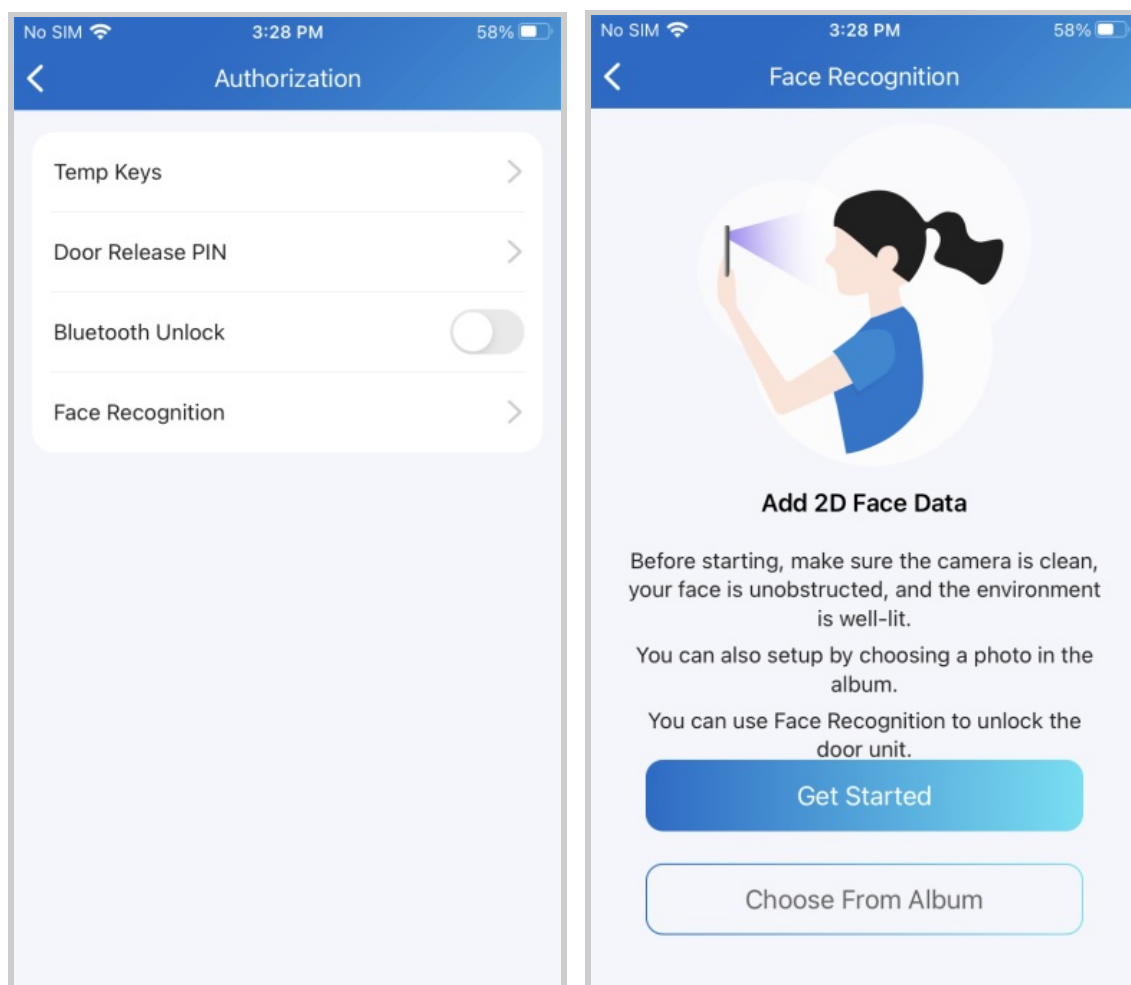 No SIM 3:28 PM 58%
Authorization
Temp Keys
Door Release PIN
Bluetooth Unlock
Face Recognition
No SIM 3:28 PM 58%
Face Recognition
Add 2D Face Data
Before starting, make sure the camera is clean,
your face is unobstructed, and the environment
is well-lit.
You can also setup by choosing a photo in the
album.
You can use Face Recognition to unlock the
door unit.
Get Started
Choose From Album